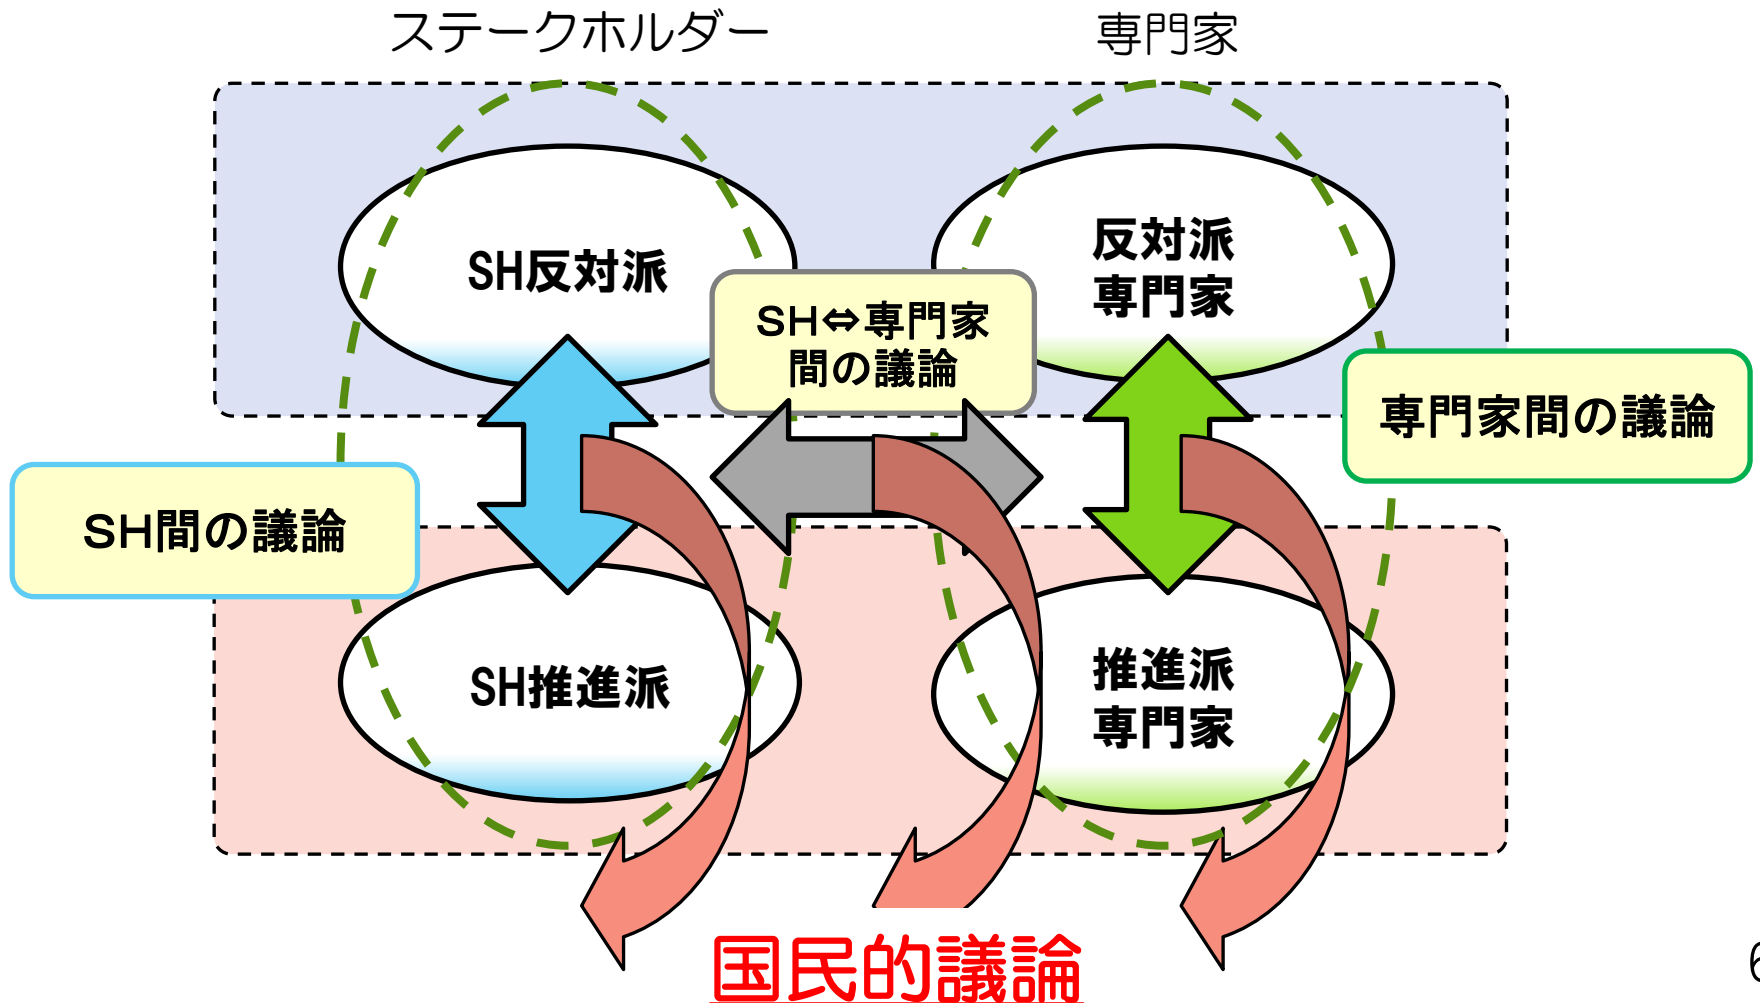 ステークホルダー
専門家
SH反対派
反対派
専門家
ＳＨ⇔専門家
間の議論
専門家間の議論
ＳＨ間の議論
SH推進派
推進派
専門家
国民的議論
6